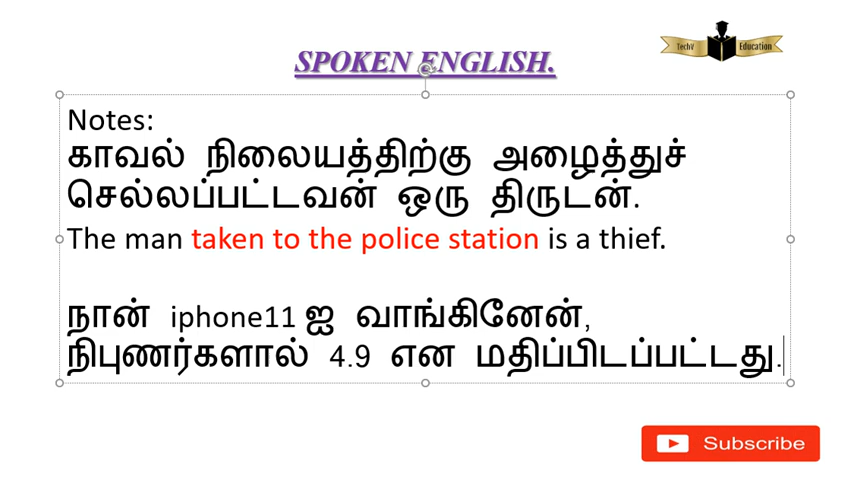 SPOKEN ENGLISH.
TechV Education
Notes:
காவல் நிலையத்திற்கு அழைத்துச்
செல்லப்பட்டவன் ஒரு திருடன்.
The man taken to the police station is a thief.
நான் iphone11 ஐ வாங்கினேன்,
நிபுணர்களால் 4.9 என மதிப்பிடப்பட்டது.
Subscribe